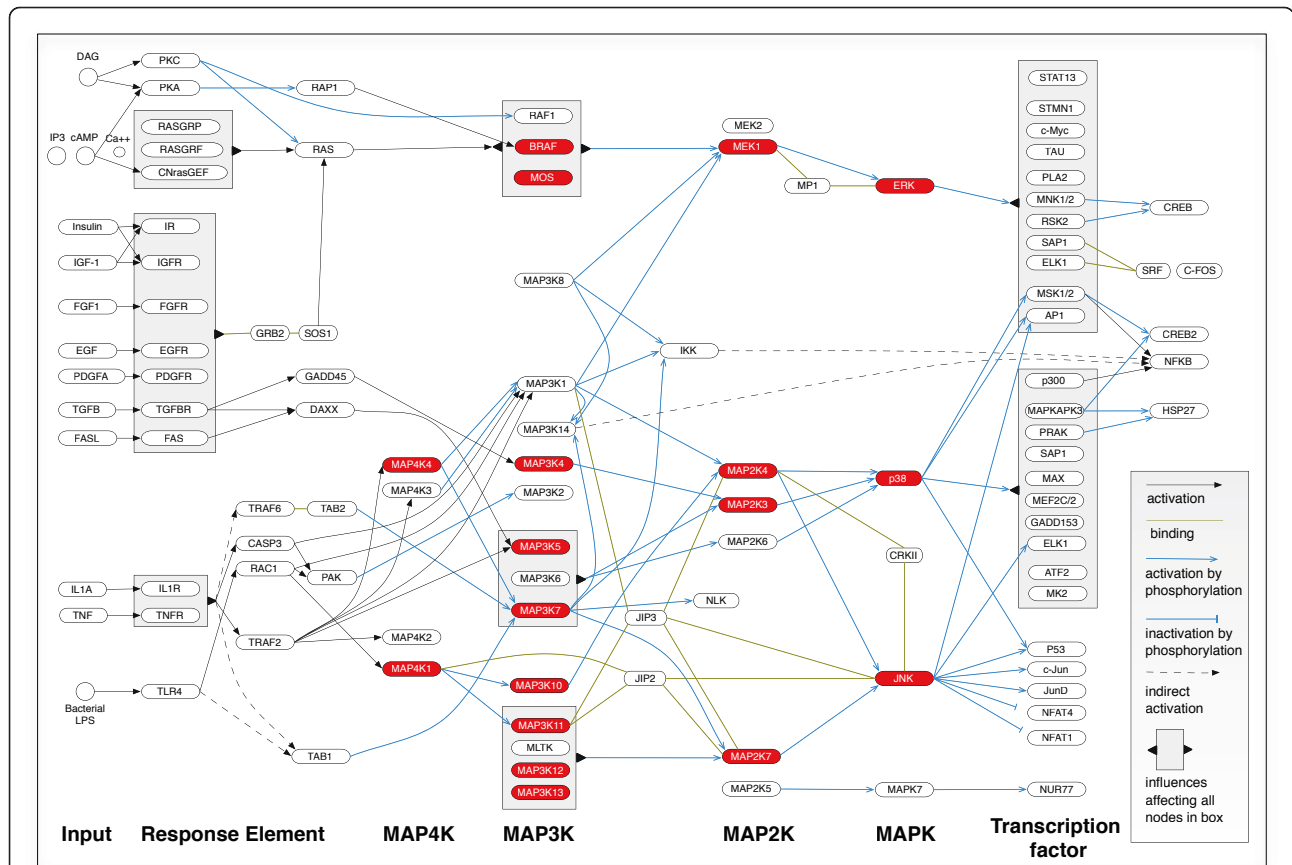 DAG
IP3
cAMP
Ca++
Insulin
IGF-1
FGF1
EGF
PDGFA
TGFB
FASL
IL1A
TNF
Bacterial
LPS
Input
PKC
PKA
RAP1
RASGRP
RASGRF
CNrasGEF
RAS
IR
IGFR
FGFR
EGFR
PDGFR
TGFBR
FAS
GRB2
SOS1
GADD45
DAXX
TRAF6
TAB2
CASP3
RAC1
PAK
IL1R
TNFR
TRAF2
TLR4
TAB1
Response Element
MAP4K4
MAP4K3
MAP4K2
MAP4K1
MAP4K
RAF1
BRAF
MOS
MAP3K8
MAP3K1
MAP3K14
MAP3K4
MAP3K2
MAP3K5
MAP3K6
MAP3K7
MAP3K10
MAP3K11
MLTK
MAP3K12
MAP3K13
MAP3K
IKK
NLK
JIP3
JIP2
MEK2
MEK1
MP1
MAP2K4
MAP2K3
MAP2K6
MAP2K7
MAP2K5
MAP2K
ERK
p38
CRKII
JNK
MAPK7
MAPK
STAT13
STMN1
c-Myc
TAU
PLA2
MNK1/2
RSK2
SAP1
ELK1
MSK1/2
AP1
p300
MAPKAPK3
PRAK
SAP1
MAX
MEF2C/2
GADD153
ELK1
ATF2
MK2
P53
c-Jun
JunD
NFAT4
NFAT1
NUR77
Transcription
factor
CREB
SRF
C-FOS
CREB2
NFKB
HSP27
activation
binding
activation by
phosphorylation
inactivation by
phosphorylation
indirect
activation
influences
affecting all
nodes in box